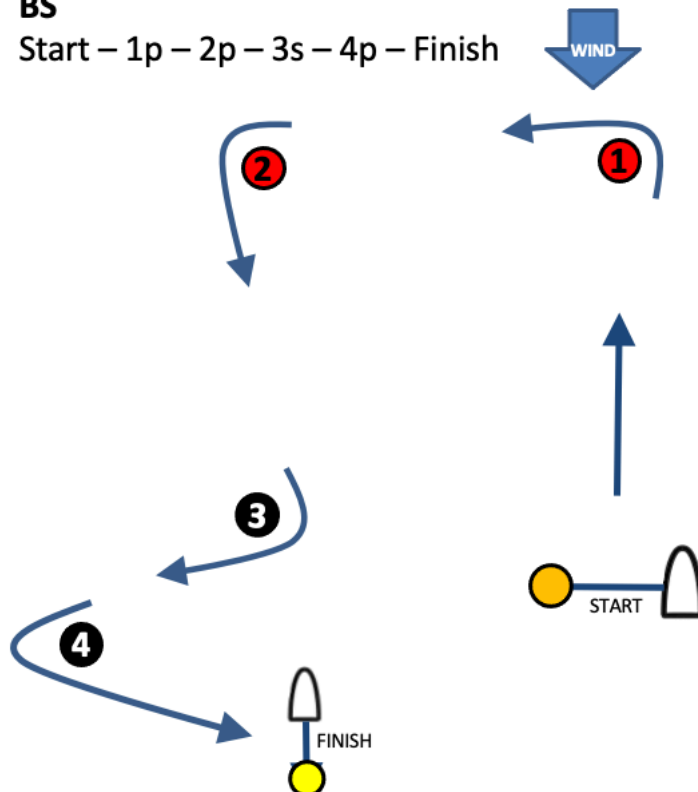 BS
Start – 1p – 2p – 3s – 4p – Finish
WIND
2
1
3
START
4
FINISH